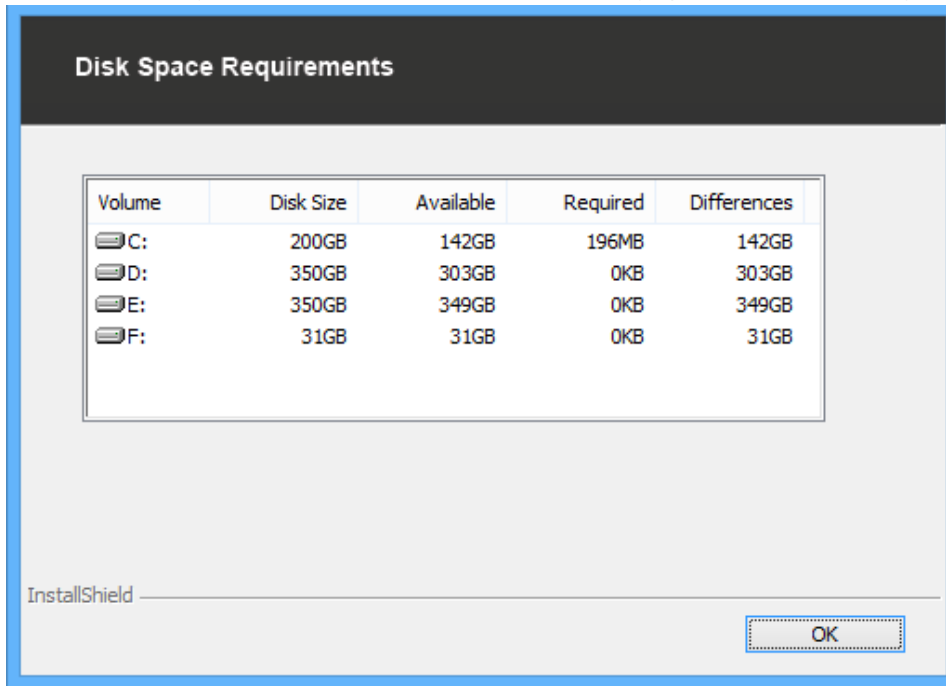 Disk Space Requirements
Volume Disk Size Available Required Differences
C: 200GB 142GB 196MB 142GB
D: 350GB 303GB 0KB 303GB
E: 350GB 349GB 0KB 349GB
F: 31GB 31GB 0KB 31GB
InstallShield
OK